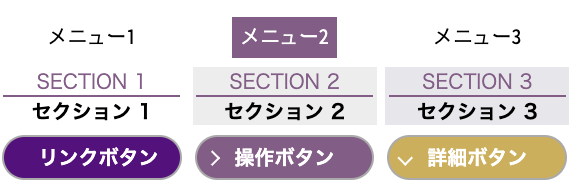 メニュー1 メニュー2 メニュー3
SECTION 1 SECTION 2 SECTION 3
セクション 1 セクション 2 セクション 3
リンクボタン 操作ボタン 詳細ボタン